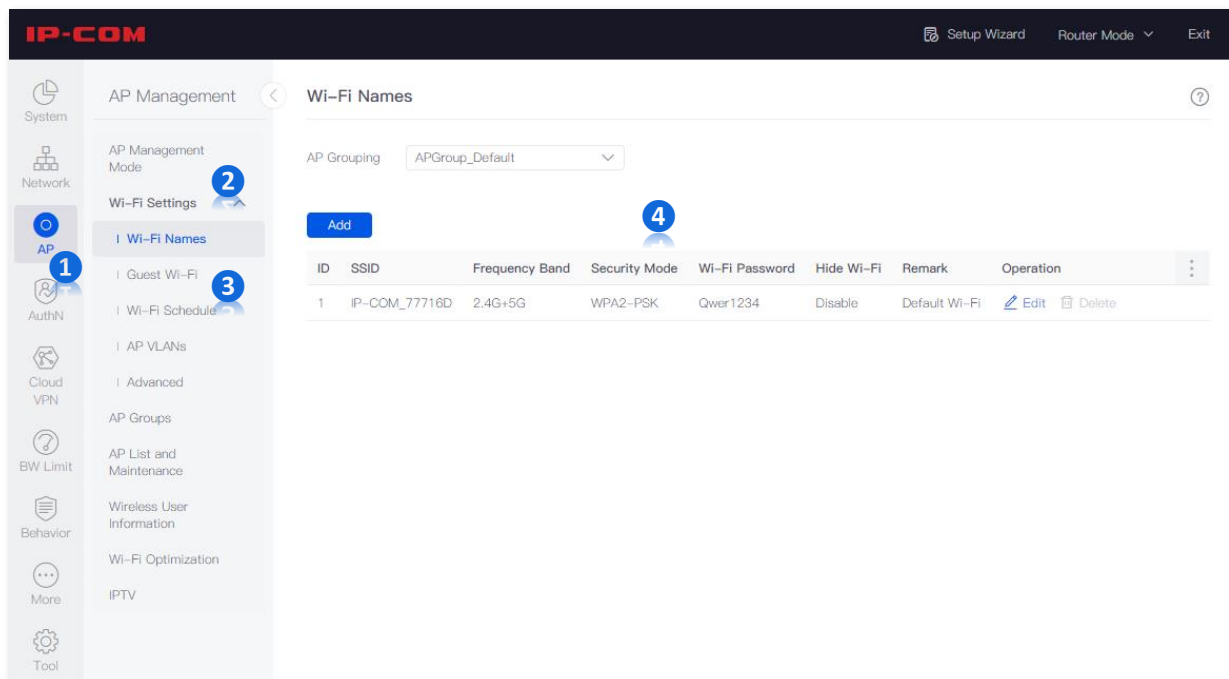 IP-COM
Setup Wizard Router Mode Exit
System
Network
AP
AuthN
Cloud
VPN
BW Limit
Behavior
More
Tool
AP Management
AP Management
Mode
Wi-Fi Settings
Wi-Fi Names
Guest Wi-Fi
Wi-Fi Schedule
AP VLANs
Advanced
AP Groups
AP List and
Maintenance
Wireless User
Information
Wi-Fi Optimization
IPTV
1
2
3
4
Wi-Fi Names
AP Grouping APGroup_Default
Add
ID SSID Frequency Band Security Mode Wi-Fi Password Hide Wi-Fi Remark Operation
1 IP-COM_77716D 2.4G+5G WPA2-PSK Qwer1234 Disable Default Wi-Fi Edit Delete